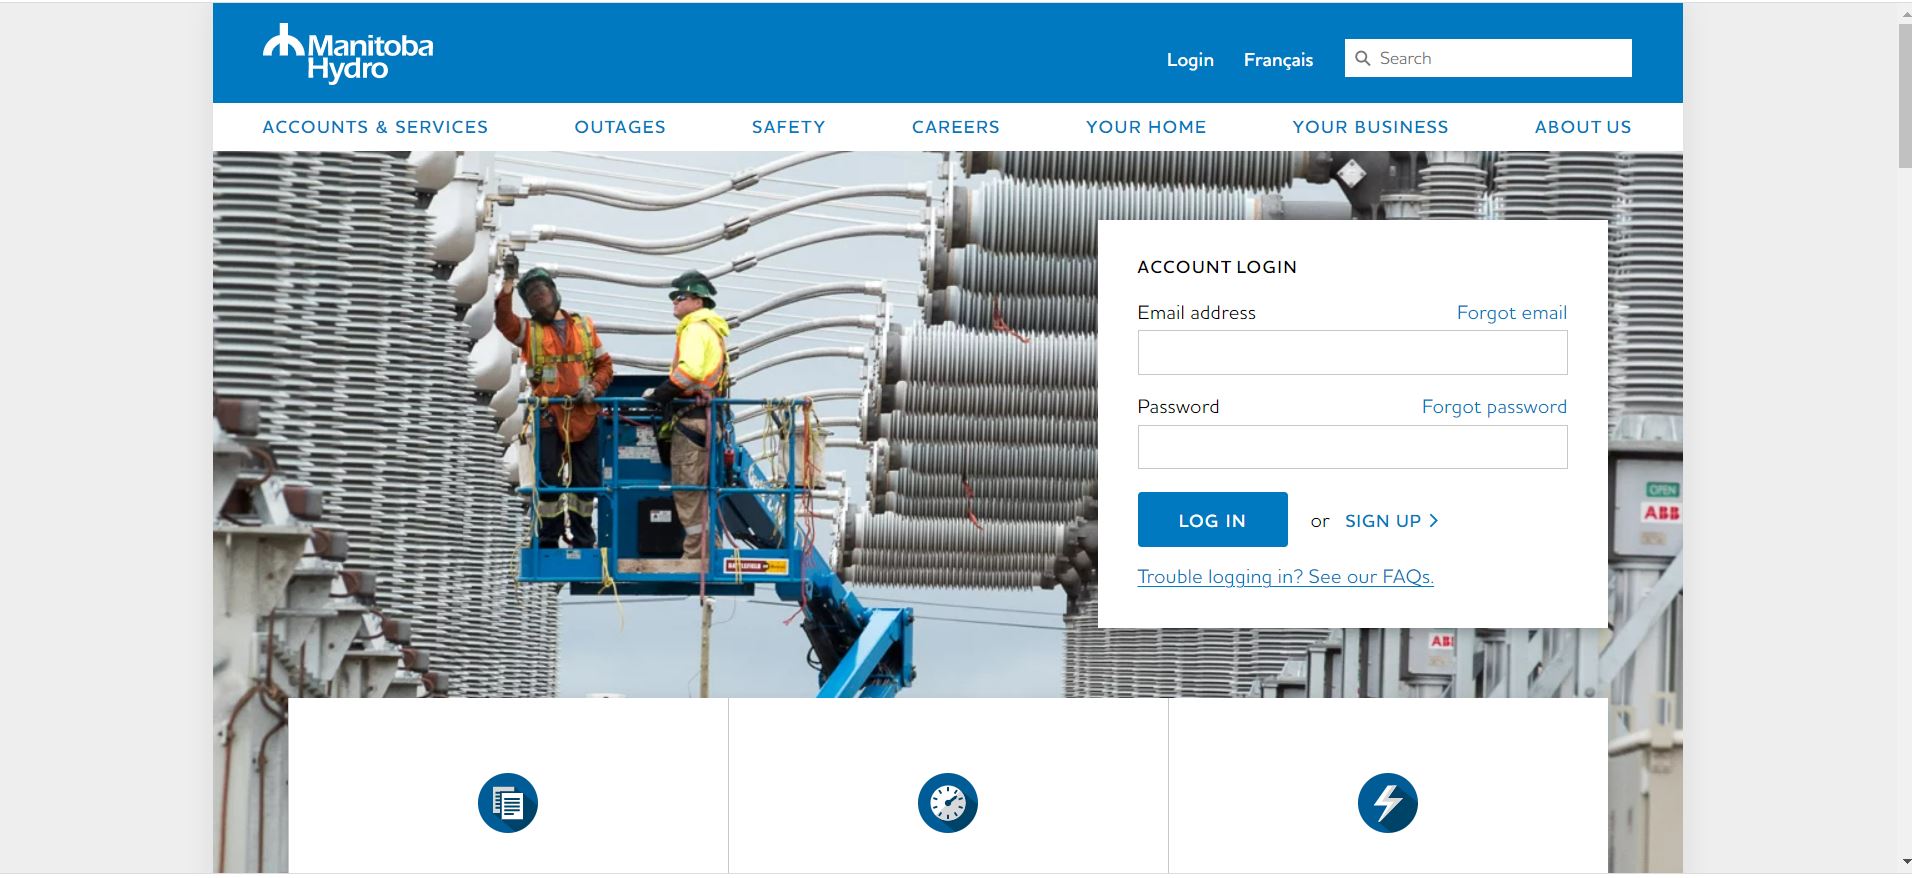 Manitoba
Hydro
Login
Français
Search
ACCOUNTS & SERVICES
OUTAGES
SAFETY
CAREERS
YOUR HOME
YOUR BUSINESS
ABOUT US
ACCOUNT LOGIN
Email address
Forgot email
Password
Forgot password
LOG IN
or
SIGN UP
Trouble logging in? See our FAQs.
OPEN
ABB
BATTLEFIELD